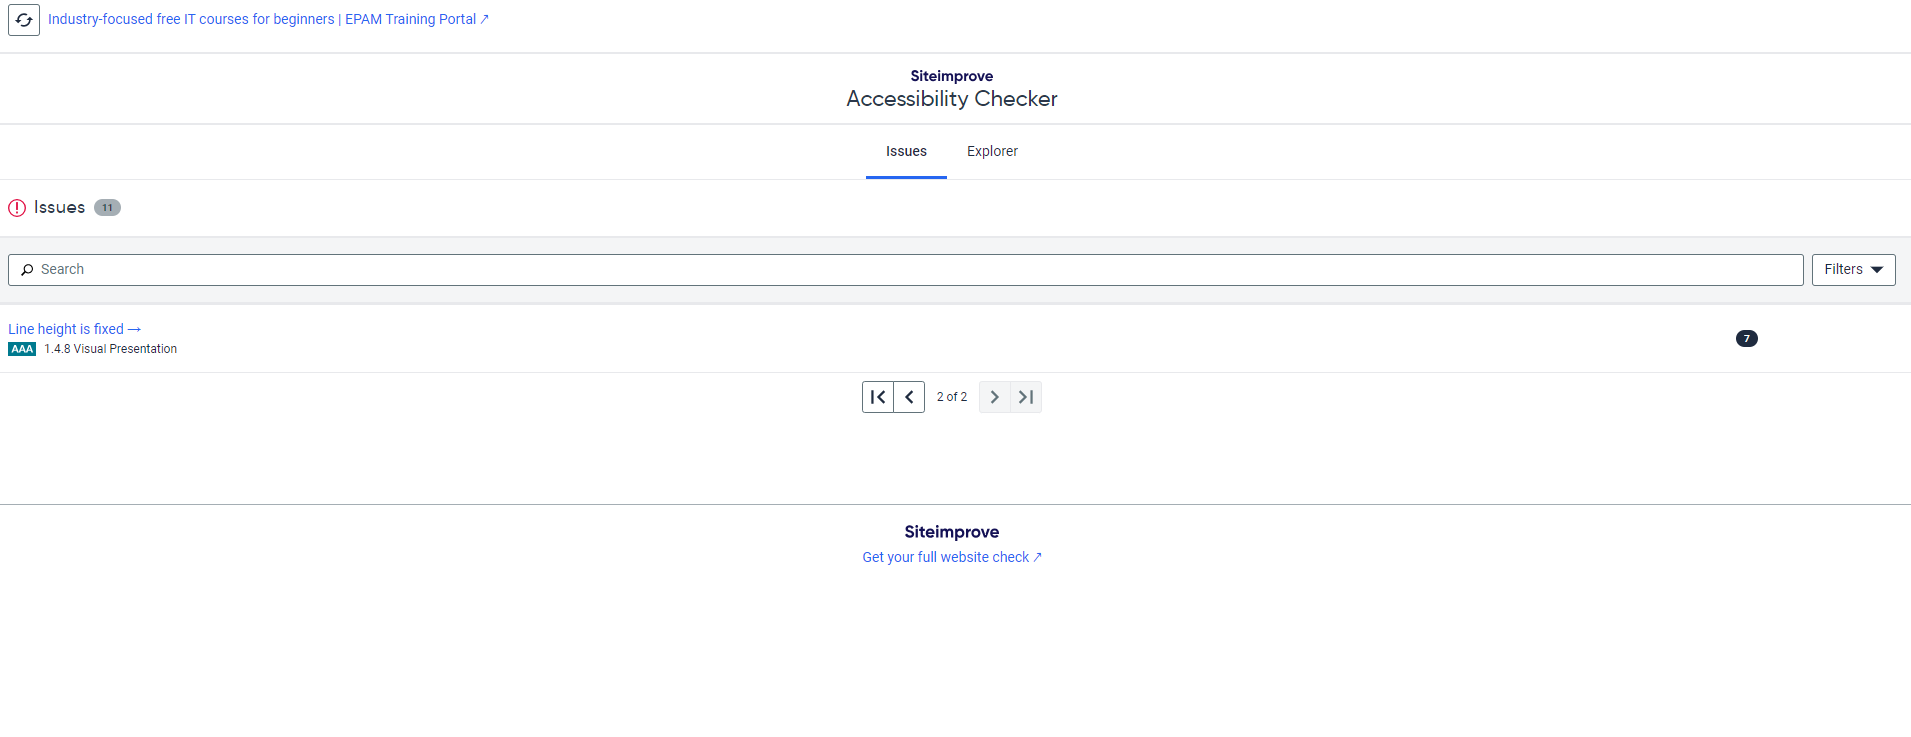 Industry-focused free IT courses for beginners | EPAM Training Portal ↗
Siteimprove
Accessibility Checker
Issues
Explorer
Issues 11
Search
Filters
Line height is fixed →
7
AAA 1.4.8 Visual Presentation
2 of 2
Siteimprove
Get your full website check ↗